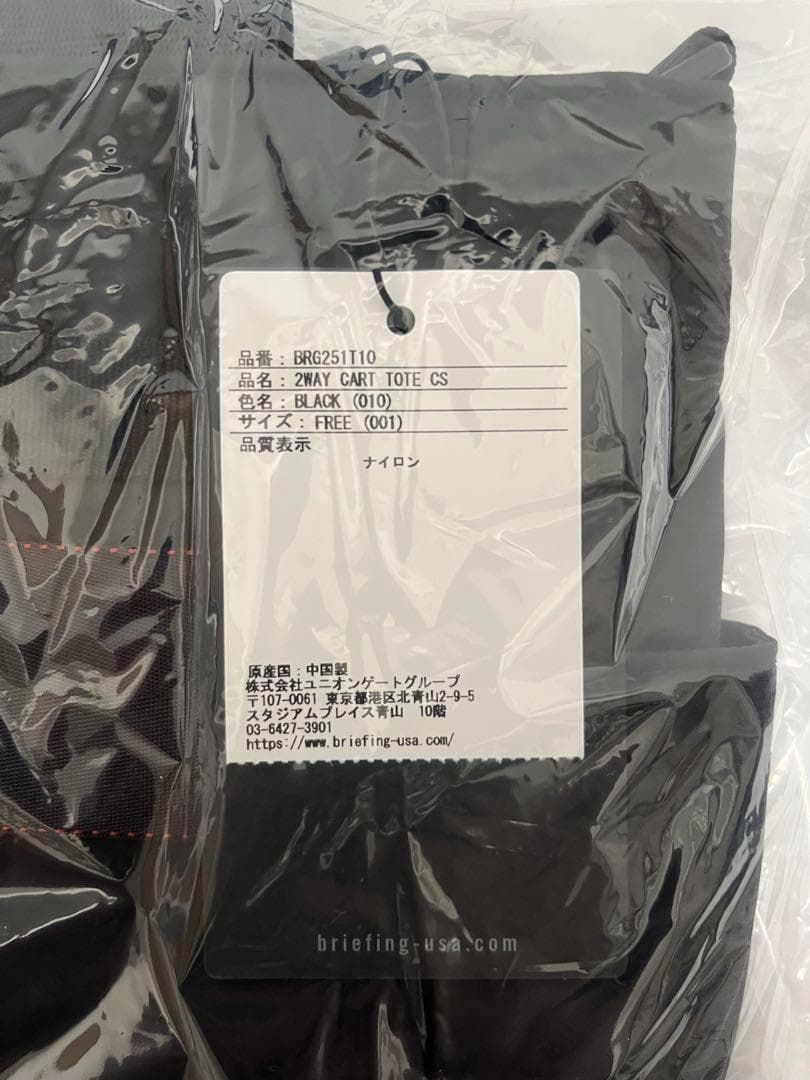 品番: BRG251T10
品名: 2WAY CART TOTE CS
色名: BLACK (010)
サイズ: FREE (001)
品質表示
ナイロン
原産国:中国製
株式会社ユニオンゲートグループ
〒107-0061 東京都港区北青山2-9-5
スタジアムプレイス青山 10階
03-6427-3901
https://www.briefing-usa.com/
briefing-usa.com